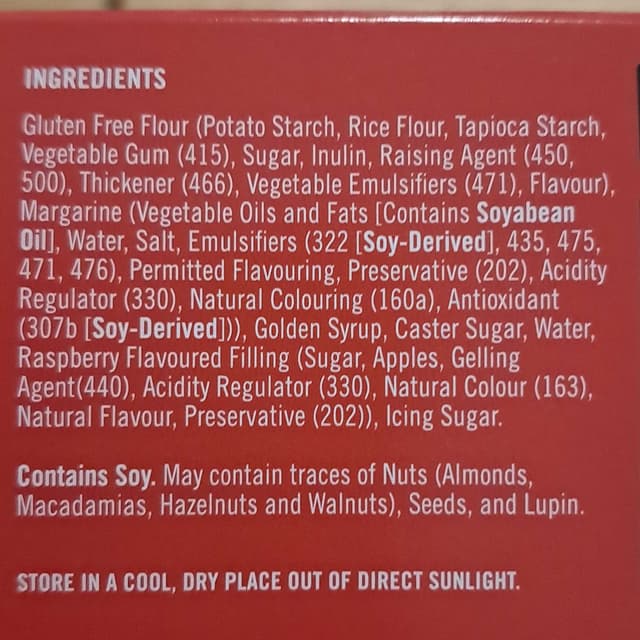 INGREDIENTS
Gluten Free Flour (Potato Starch, Rice Flour, Tapioca Starch,
Vegetable Gum (415), Sugar, Inulin, Raising Agent (450,
500), Thickener (466), Vegetable Emulsifiers (471), Flavour),
Margarine (Vegetable Oils and Fats [Contains Soyabean
Oil], Water, Salt, Emulsifiers (322 [Soy-Derived], 435, 475,
471, 476), Permitted Flavouring, Preservative (202), Acidity
Regulator (330), Natural Colouring (160a), Antioxidant
(307b [Soy-Derived])), Golden Syrup, Caster Sugar, Water,
Raspberry Flavoured Filling (Sugar, Apples, Gelling
Agent(440), Acidity Regulator (330), Natural Colour (163),
Natural Flavour, Preservative (202)), Icing Sugar.
Contains Soy. May contain traces of Nuts (Almonds,
Macadamias, Hazelnuts and Walnuts), Seeds, and Lupin.
STORE IN A COOL, DRY PLACE OUT OF DIRECT SUNLIGHT.